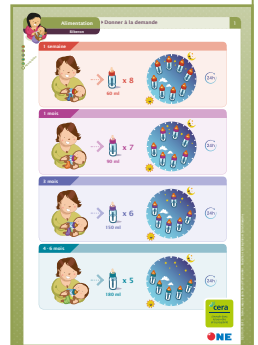 Alimentation
• Donner à la demande
Biberon
1 semaine
x 8
60 ml
24h
1 mois
x 7
90 ml
24h
3 mois
x 6
150 ml
24h
4 - 6 mois
x 5
180 ml
24h
cera
ONE